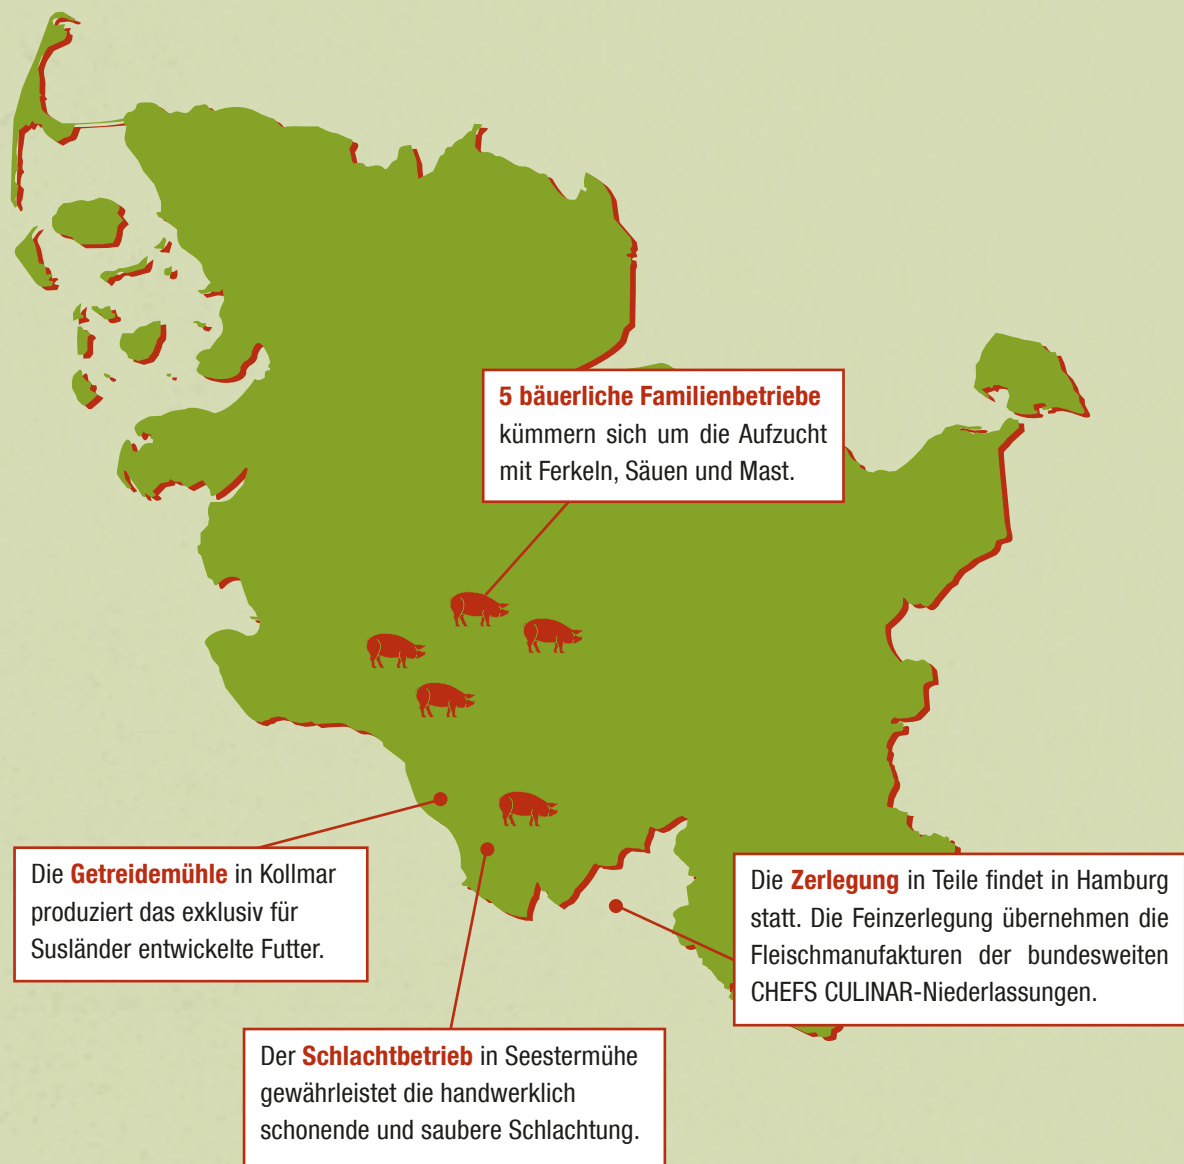 5 bäuerliche Familienbetriebe
kümmern sich um die Aufzucht
mit Ferkeln, Säuen und Mast.
Die Getreidemühle in Kollmar
produziert das exklusiv für
Susländer entwickelte Futter.
Die Zerlegung in Teile findet in Hamburg
statt. Die Feinzerlegung übernehmen die
Fleischmanufakturen der bundesweiten
CHEFS CULINAR-Niederlassungen.
Der Schlachtbetrieb in Seestermühe
gewährleistet die handwerklich
schonende und saubere Schlachtung.